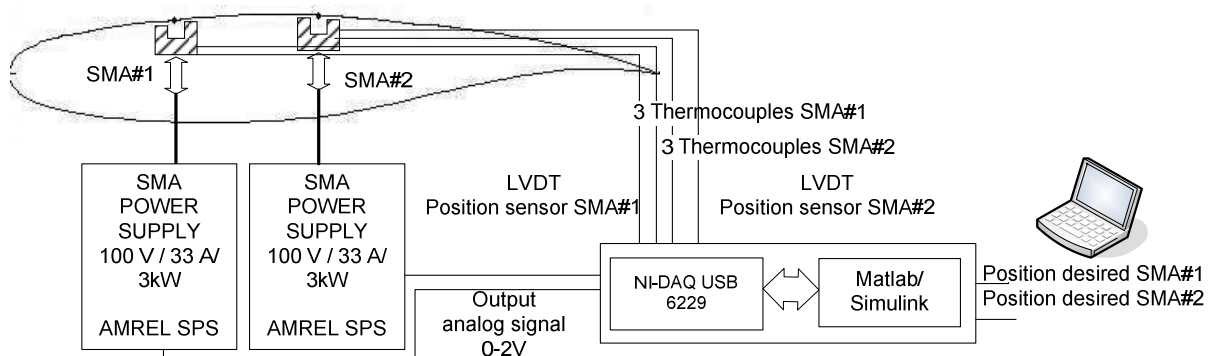 SMA#1
SMA#2
3 Thermocouples SMA#1
3 Thermocouples SMA#2
SMA
POWER
SUPPLY
100 V / 33 A/
3kW
AMREL SPS
SMA
POWER
SUPPLY
100 V / 33 A/
3kW
AMREL SPS
LVDT
Position sensor SMA#1
LVDT
Position sensor SMA#2
NI-DAQ USB
6229
Matlab/
Simulink
Position desired SMA#1
Position desired SMA#2
Output
analog signal
0-2V